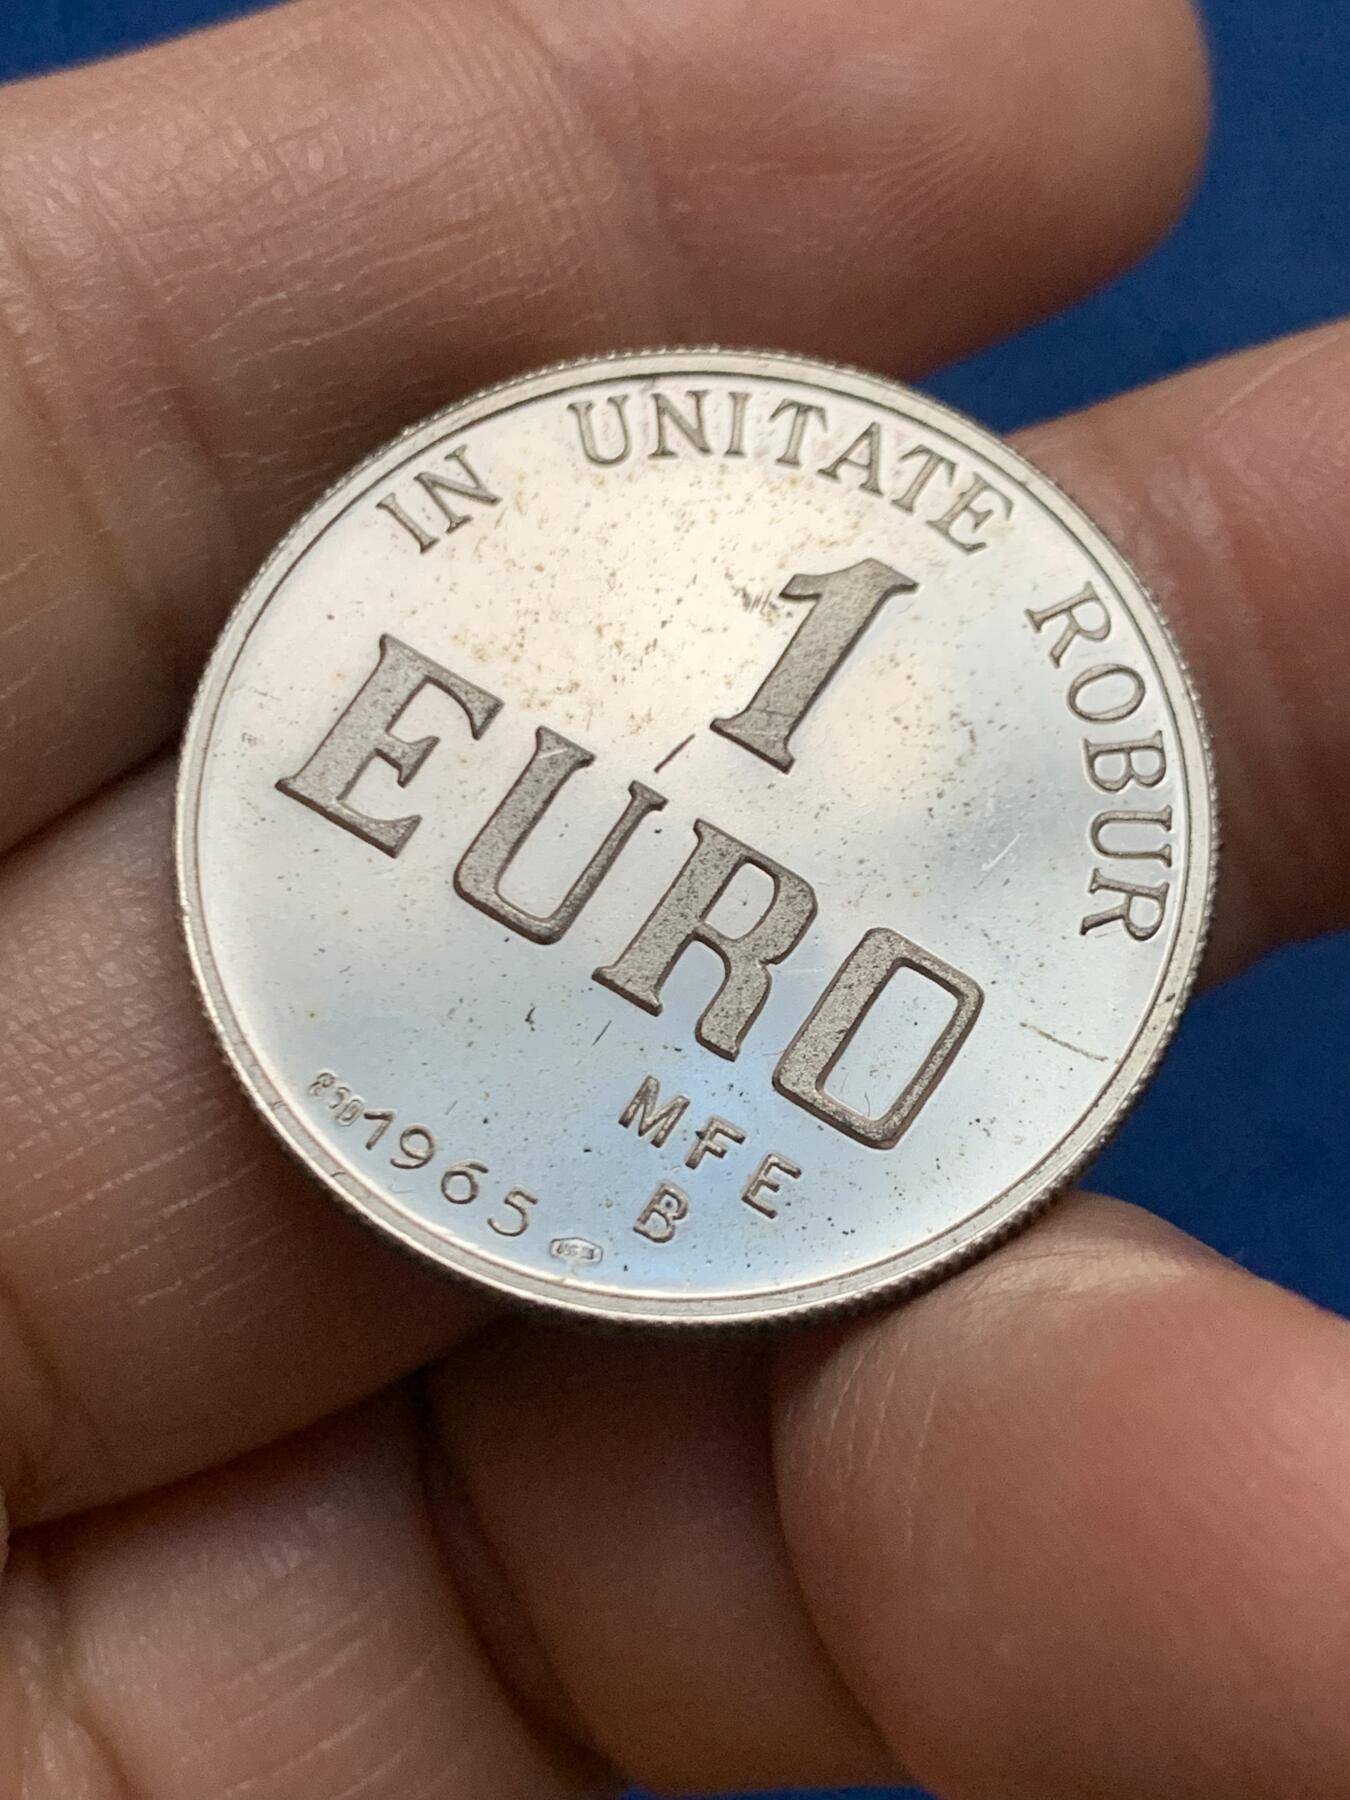 IN UNITATE ROBUR
1
EURO
MFE
B
1965